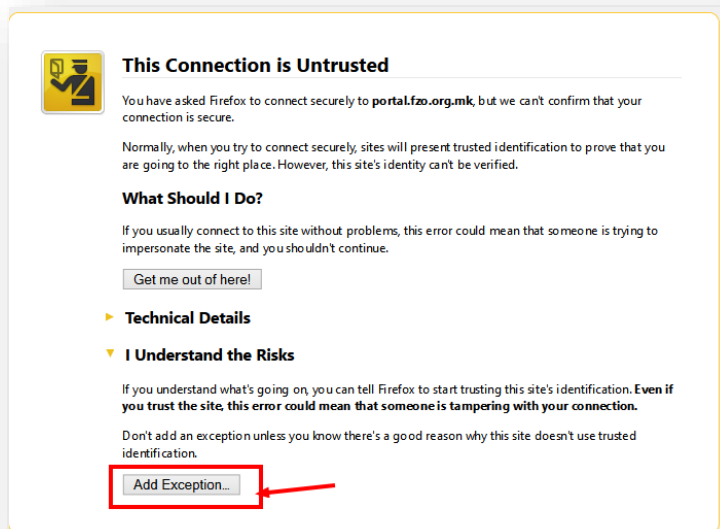 This Connection is Untrusted
You have asked Firefox to connect securely to portal.fzo.org.mk, but we can't confirm that your
connection is secure.
Normally, when you try to connect securely, sites will present trusted identification to prove that you
are going to the right place. However, this site's identity can't be verified.
What Should I Do?
If you usually connect to this site without problems, this error could mean that someone is trying to
impersonate the site, and you shouldn't continue.
Get me out of here!
Technical Details
I Understand the Risks
If you understand what's going on, you can tell Firefox to start trusting this site's identification. Even if
you trust the site, this error could mean that someone is tampering with your connection.
Don't add an exception unless you know there's a good reason why this site doesn't use trusted
identification.
Add Exception...